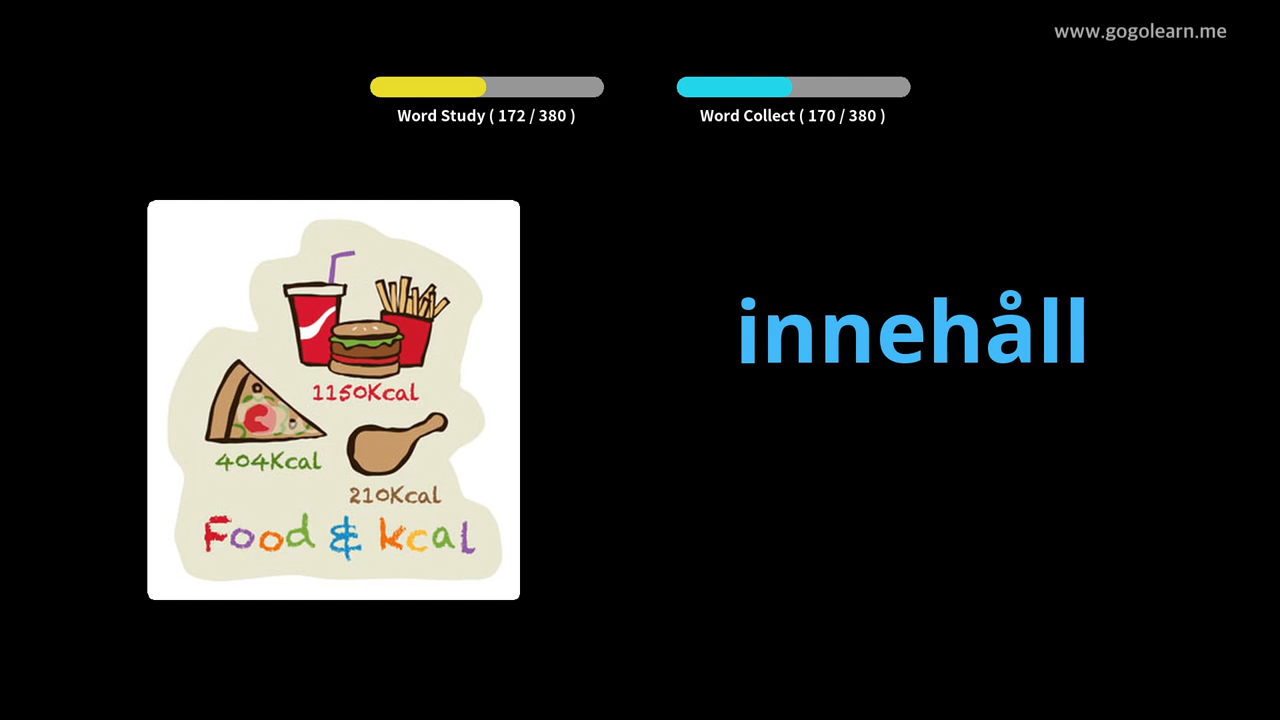 www.gogolearn.me
Word Study ( 172 / 380 )
Word Collect ( 170 / 380 )
innehåll
1150Kcal
404Kcal
210Kcal
Food & kcal